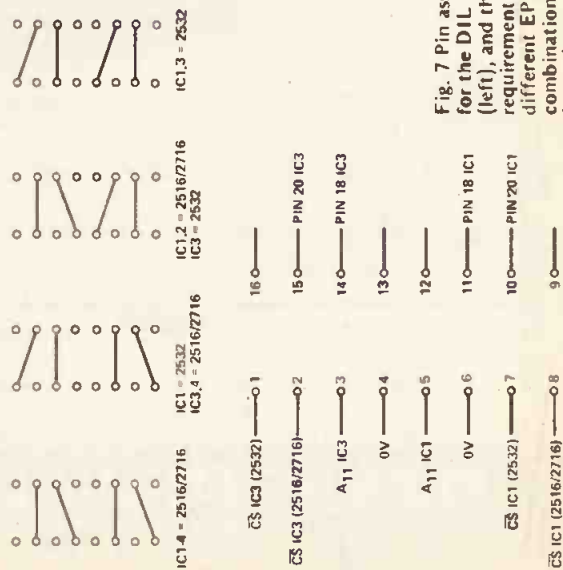 IC1-4 = 2516/2716
IC1 = 2532
IC3,4 = 2516/2716
IC1,2 = 2516/2716
IC3 = 2532
IC1,3 = 2532
C̅S̅ IC3 (2532) 1 16
C̅S̅ IC3 (2516/2716) 2 15 PIN 20 IC3
A11 IC3 3 14 PIN 18 IC3
0V 4 13
A11 IC1 5 12
0V 6 11 PIN 18 IC1
C̅S̅ IC1 (2532) 7 10 PIN 20 IC1
C̅S̅ IC1 (2516/2716) 8 9
Fig. 7 Pin as
for the DIL
(left), and th
requirement
different EP
combination